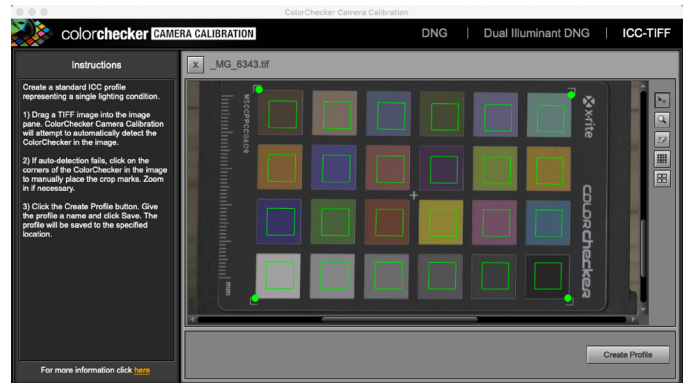 ColorChecker Camera Calibration
colorchecker CAMERA CALIBRATION
DNG | Dual Illuminant DNG | ICC-TIFF
Instructions
X _MG_6343.tif
Create a standard ICC profile
representing a single lighting condition.
1) Drag a TIFF image into the image
pane. ColorChecker Camera Calibration
will attempt to automatically detect the
ColorChecker in the image.
2) If auto-detection fails, click on the
corners of the ColorChecker in the image
to manually place the crop marks. Zoom
in if necessary.
3) Click the Create Profile button. Give
the profile a name and click Save. The
profile will be saved to the specified
location.
MSCCPPCC0409
x-rite
colorchecker
mm
Create Profile
For more information click here